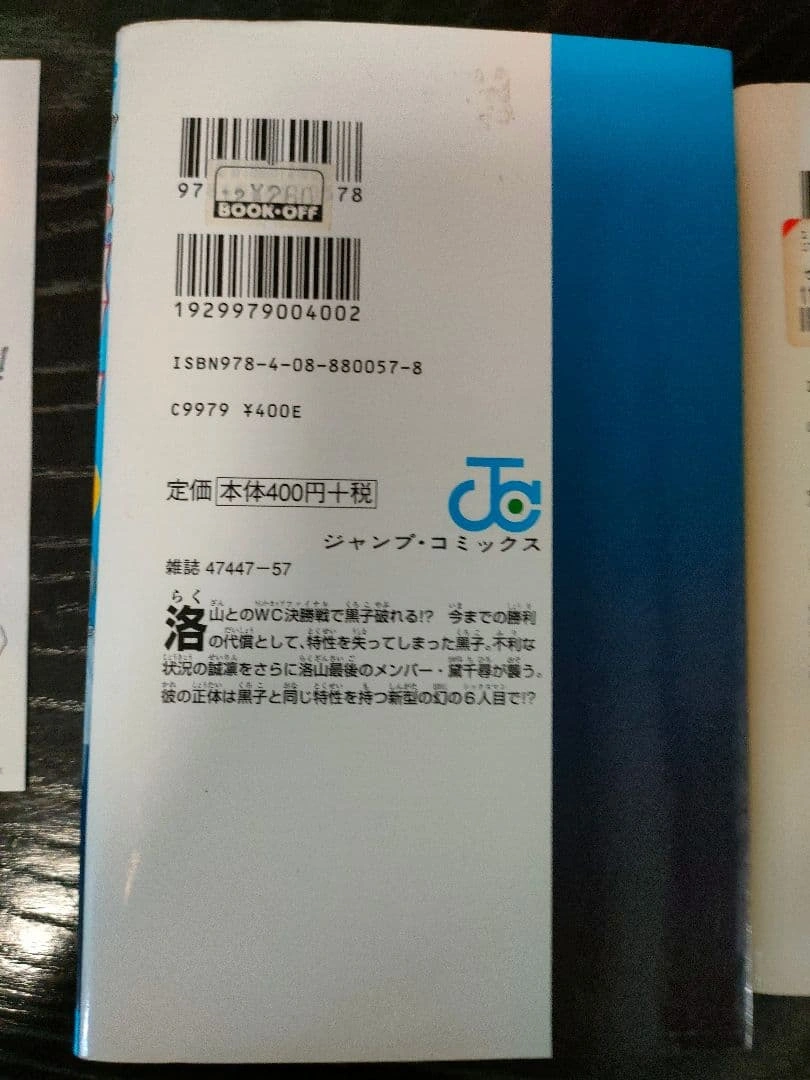 97 78
¥260
BOOK・OFF
1929979004002
ISBN978-4-08-880057-8
C9979 ¥400E
定価 本体400円+税
JC
ジャンプ・コミックス
雑誌 47447-57
洛山とのWC決勝戦で黒子破れる!? 今までの勝利
の代償として、特性を失ってしまった黒子。不利な
状況の誠凛をさらに洛山最後のメンバー・黛千尋が襲う。
彼の正体は黒子と同じ特性を持つ新型の幻の6人目で!?